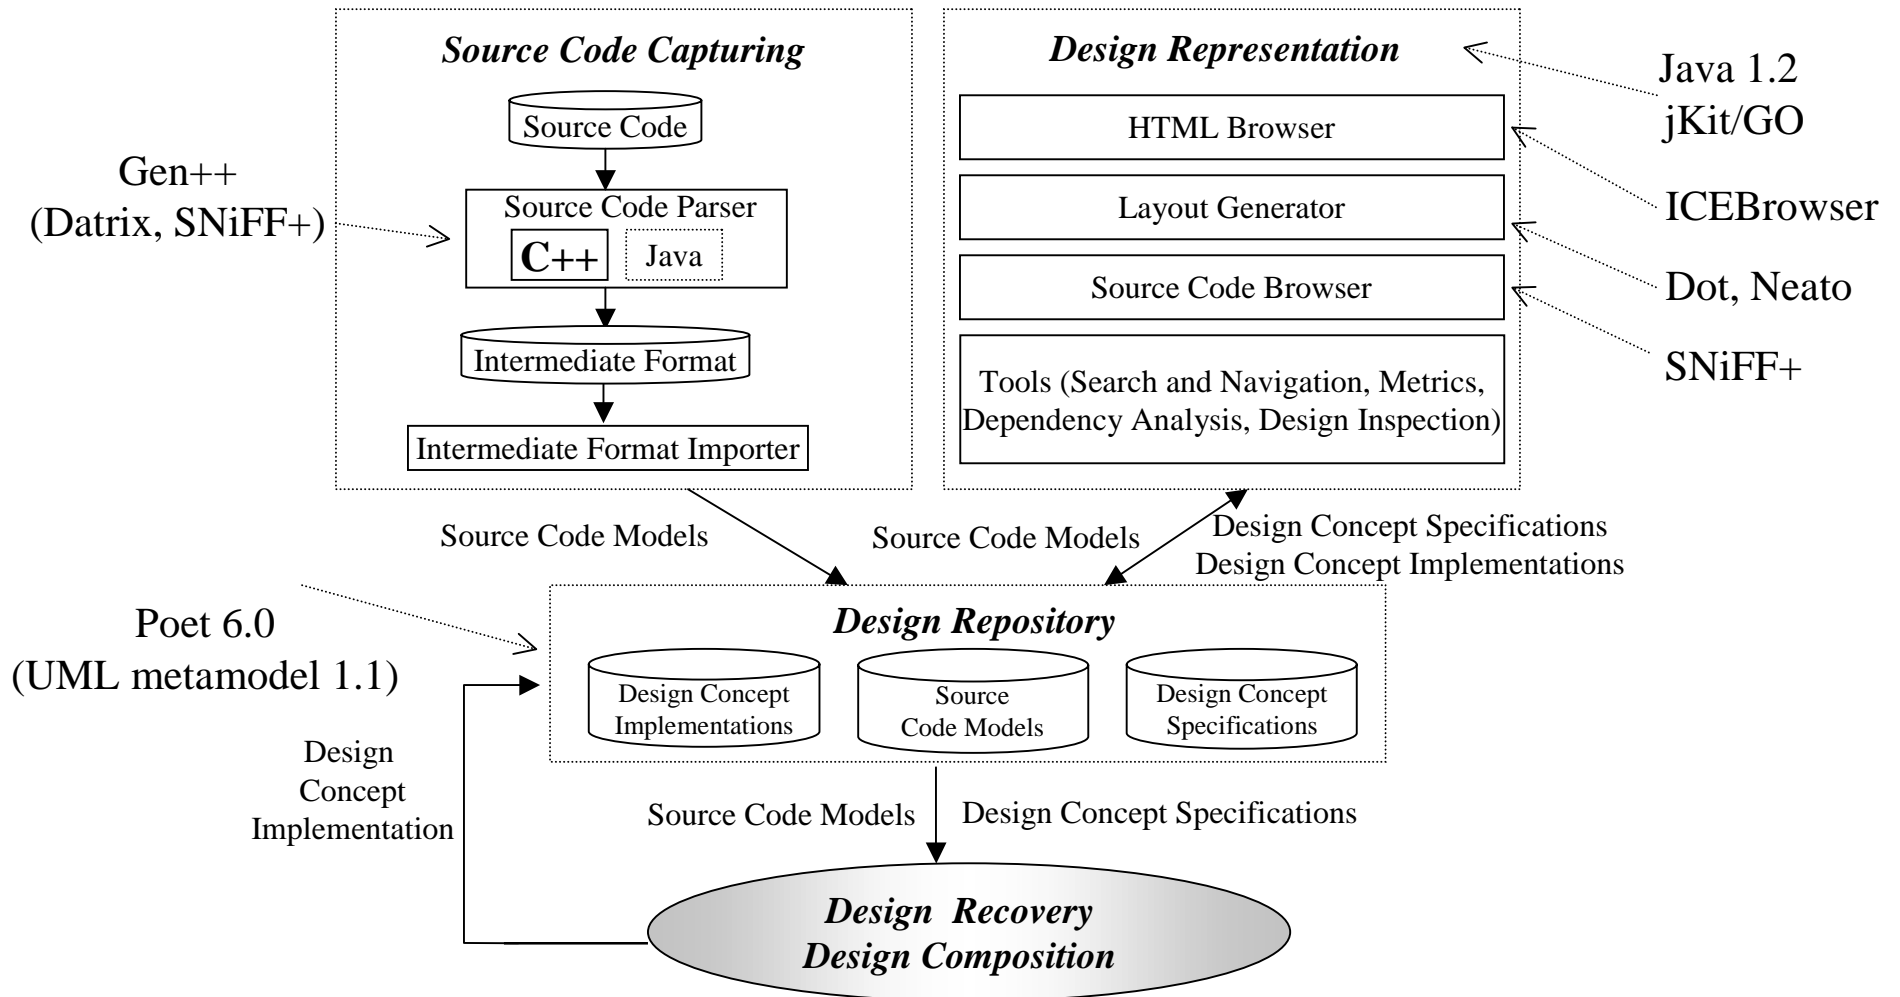 Source Code Capturing
Source Code
Source Code Parser
C++
Java
Intermediate Format
Intermediate Format Importer
Gen++
(Datrix, SNiFF+)
Design Representation
HTML Browser
Layout Generator
Source Code Browser
Tools (Search and Navigation, Metrics,
Dependency Analysis, Design Inspection)
Java 1.2
jKit/GO
ICEBrowser
Dot, Neato
SNiFF+
Source Code Models
Source Code Models
Design Concept Specifications
Design Concept Implementations
Poet 6.0
(UML metamodel 1.1)
Design Repository
Design Concept
Implementations
Source
Code Models
Design Concept
Specifications
Design
Concept
Implementation
Source Code Models
Design Concept Specifications
Design Recovery
Design Composition